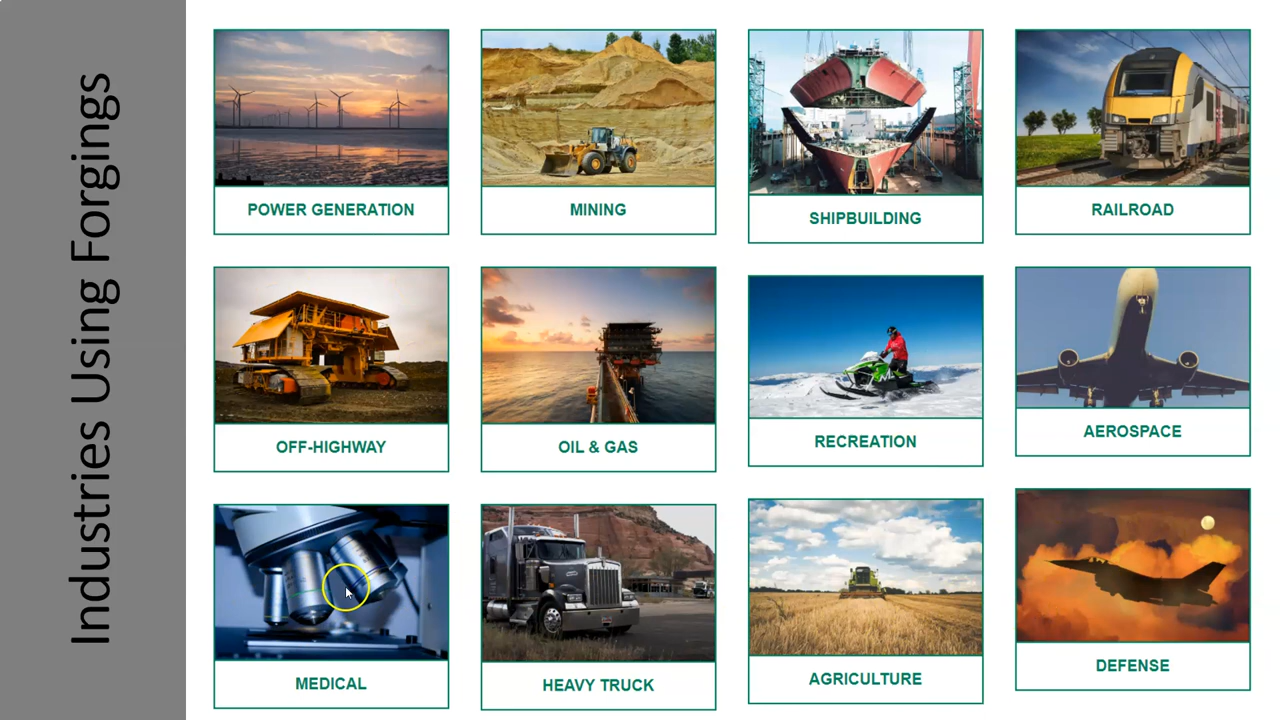 Industries Using Forgings
POWER GENERATION
MINING
SHIPBUILDING
RAILROAD
OFF-HIGHWAY
OIL & GAS
RECREATION
AEROSPACE
MEDICAL
HEAVY TRUCK
AGRICULTURE
DEFENSE